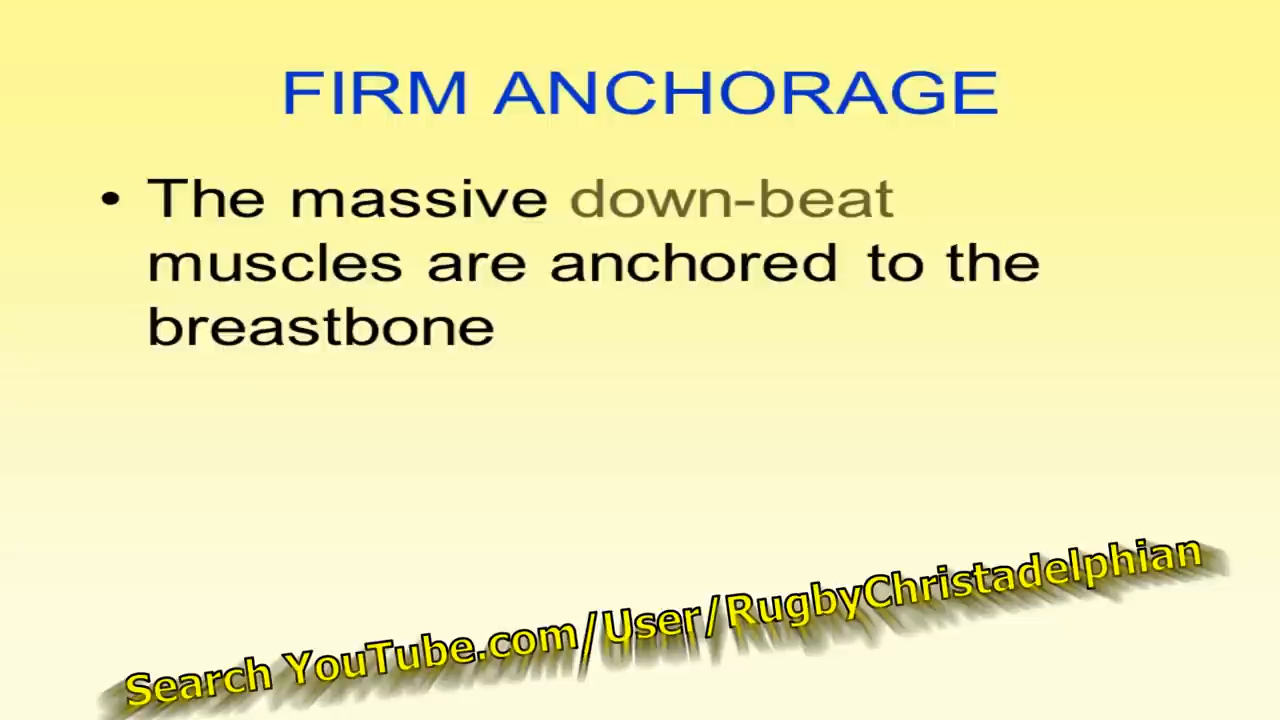 FIRM ANCHORAGE
• The massive down-beat
muscles are anchored to the
breastbone
Search YouTube.com/User/RugbyChristadelphian